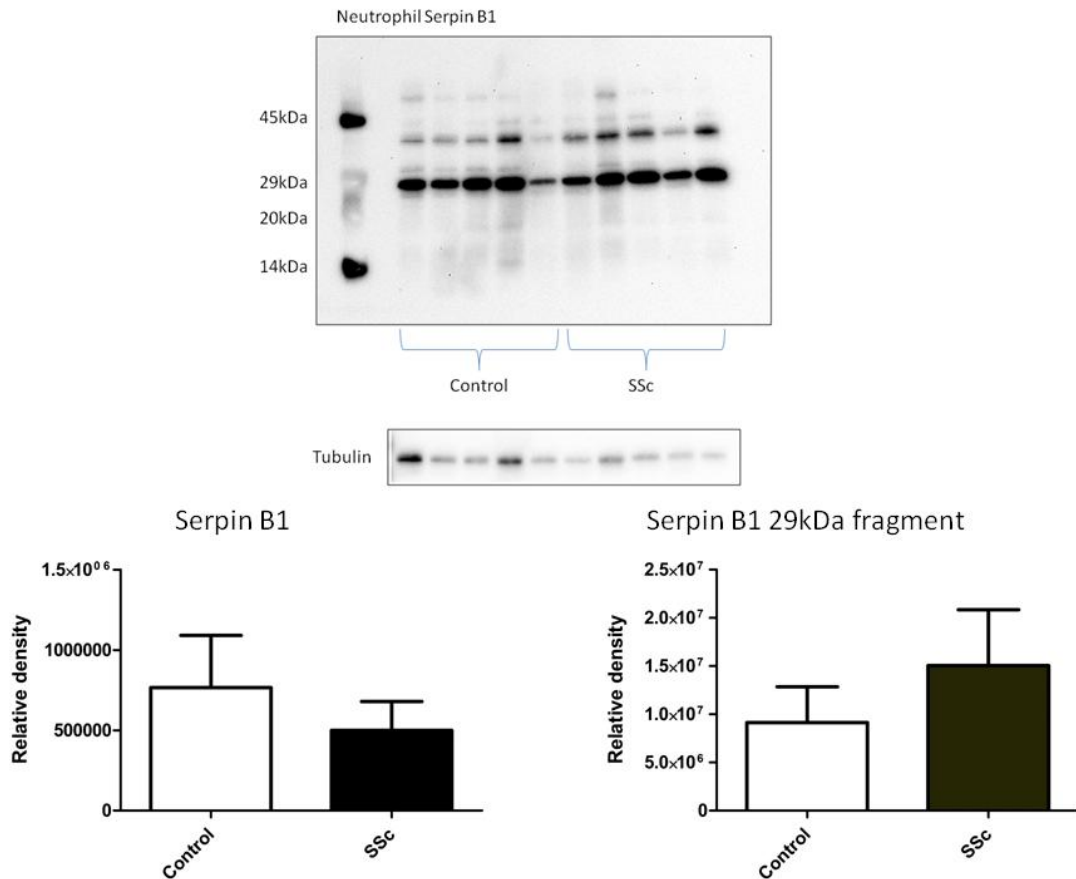 Neutrophil Serpin B1
45kDa
29kDa
20kDa
14kDa
Control SSc
Tubulin
Serpin B1
1.5×10⁰⁶
1000000
500000
0
Relative density
Control
SSc
Serpin B1 29kDa fragment
2.5×10⁷
2.0×10⁷
1.5×10⁷
1.0×10⁷
5.0×10⁶
0
Relative density
Control
SSc